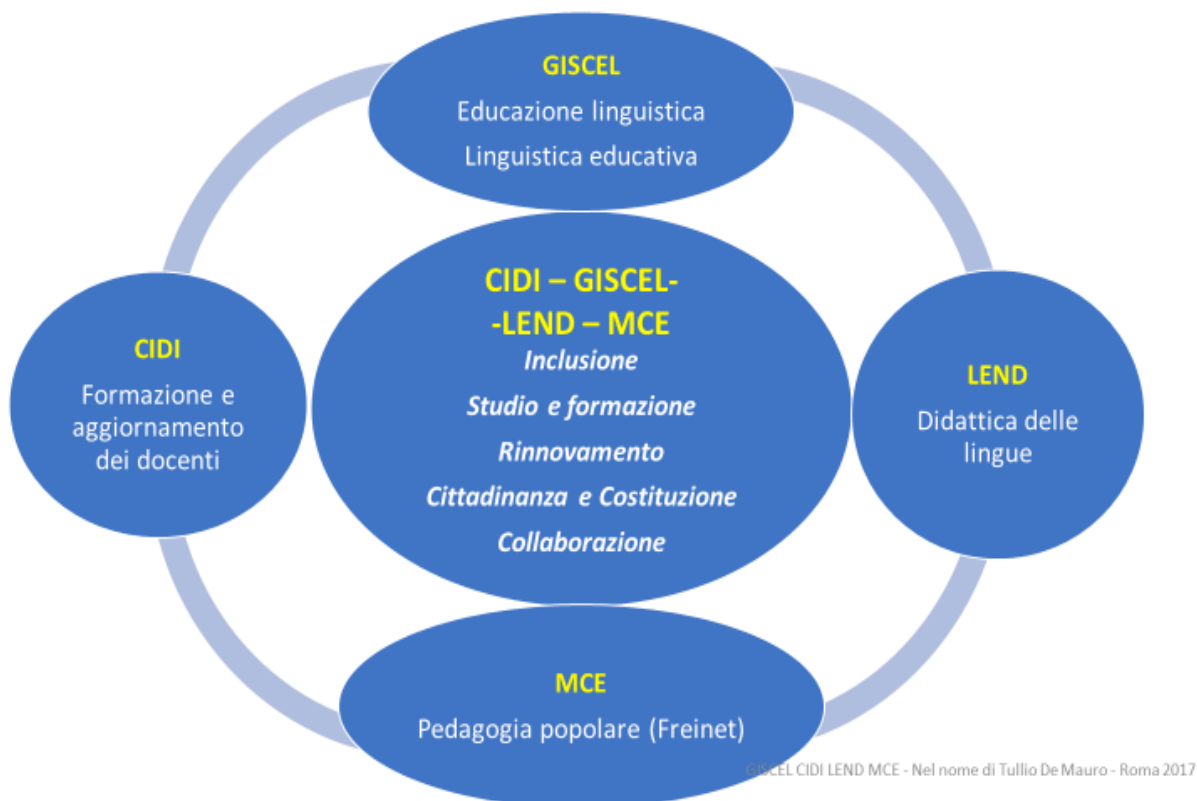 GISCEL
Educazione linguistica
Linguistica educativa
CIDI – GISCEL-
-LEND – MCE
Inclusione
Studio e formazione
Rinnovamento
Cittadinanza e Costituzione
Collaborazione
CIDI
Formazione e
aggiornamento
dei docenti
LEND
Didattica delle
lingue
MCE
Pedagogia popolare (Freinet)
GISCEL CIDI LEND MCE - Nel nome di Tullio De Mauro - Roma 2017